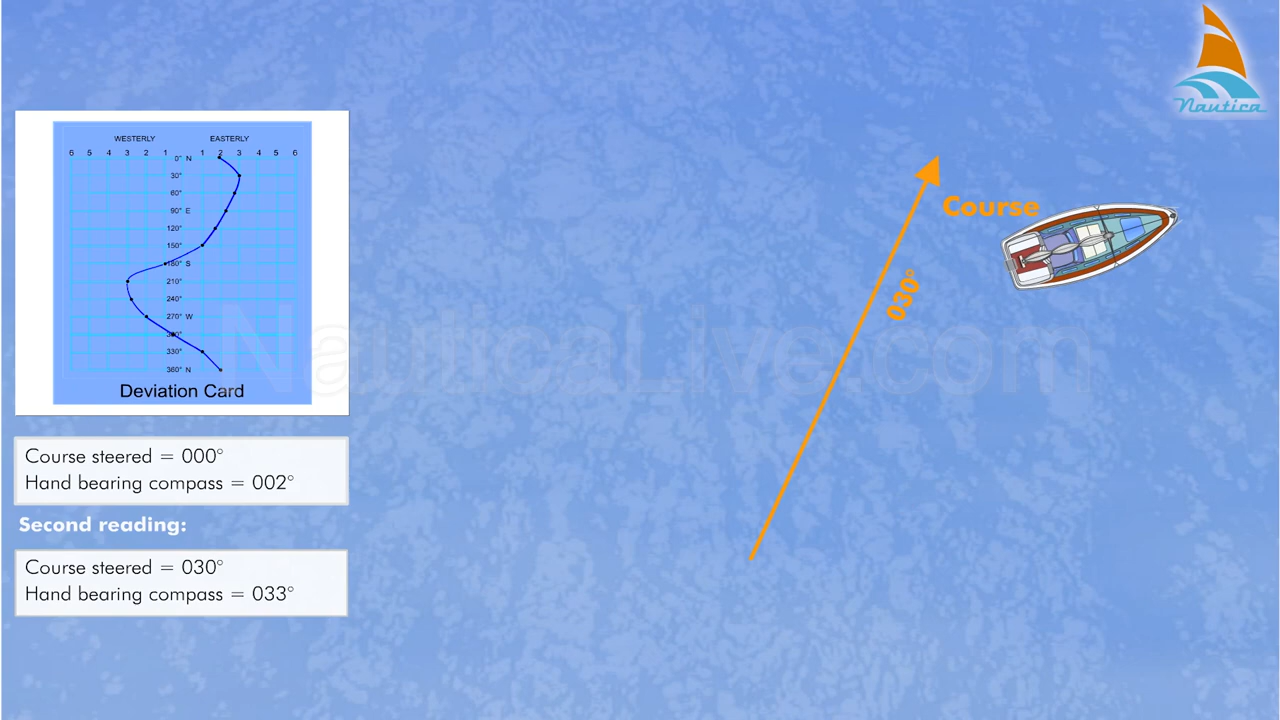 Nautica
WESTERLY EASTERLY
6 5 4 3 2 1 1 2 3 4 5 6
0° N
30°
60°
90° E
120°
150°
180° S
210°
240°
270° W
330°
360° N
Deviation Card
Course
030°
NauticaLive.com
Course steered = 000°
Hand bearing compass = 002°
Second reading:
Course steered = 030°
Hand bearing compass = 033°